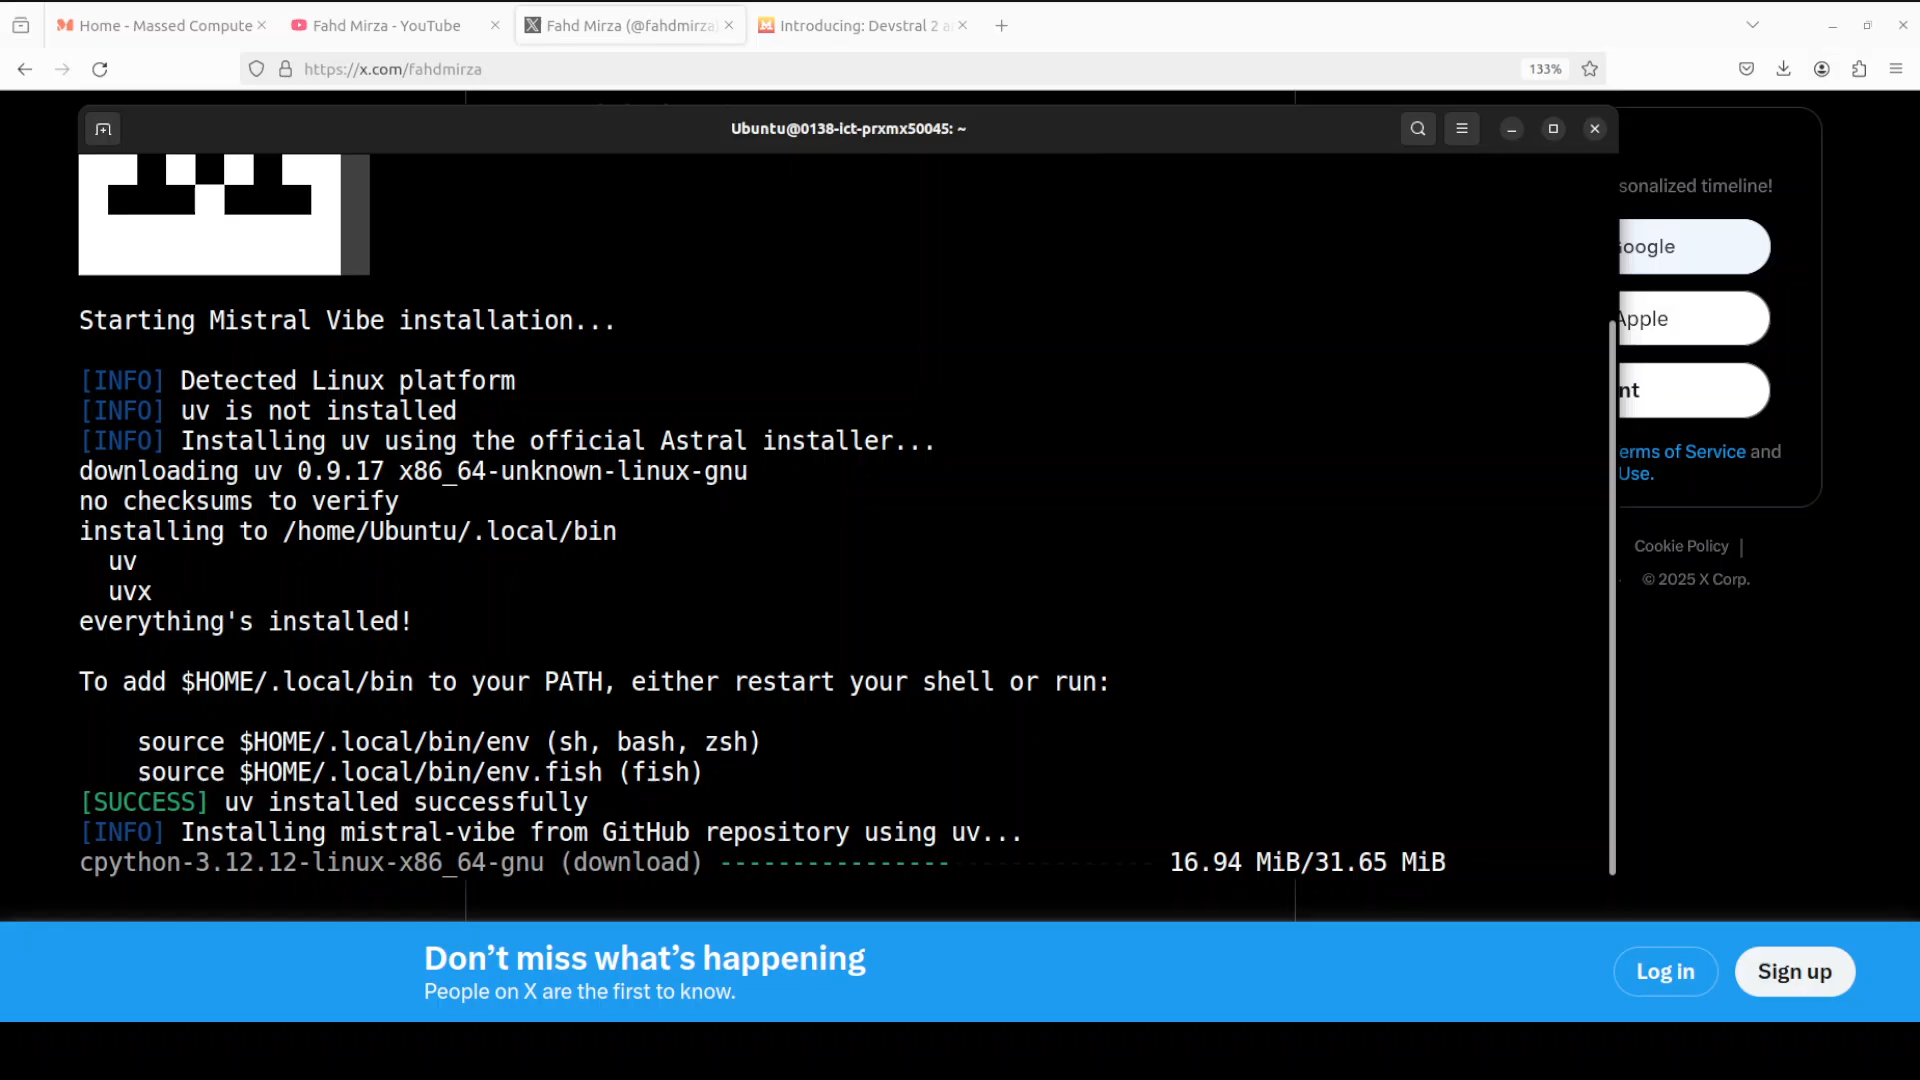 Home - Massed Compute
Fahd Mirza - YouTube
Fahd Mirza (@fahdmirza
Introducing: Devstral 2 a
https://x.com/fahdmirza
133%
Ubuntu@0138-ict-prxmx50045: ~
Starting Mistral Vibe installation...
[INFO] Detected Linux platform
[INFO] uv is not installed
[INFO] Installing uv using the official Astral installer...
downloading uv 0.9.17 x86_64-unknown-linux-gnu
no checksums to verify
installing to /home/Ubuntu/.local/bin
uv
uvx
everything's installed!
To add $HOME/.local/bin to your PATH, either restart your shell or run:
source $HOME/.local/bin/env (sh, bash, zsh)
source $HOME/.local/bin/env.fish (fish)
[SUCCESS] uv installed successfully
[INFO] Installing mistral-vibe from GitHub repository using uv...
cpython-3.12.12-linux-x86_64-gnu (download) ---------------- 16.94 MiB/31.65 MiB
sonalized timeline!
oogle
Apple
nt
erms of Service and
Use.
Cookie Policy |
© 2025 X Corp.
Don't miss what's happening
People on X are the first to know.
Log in
Sign up